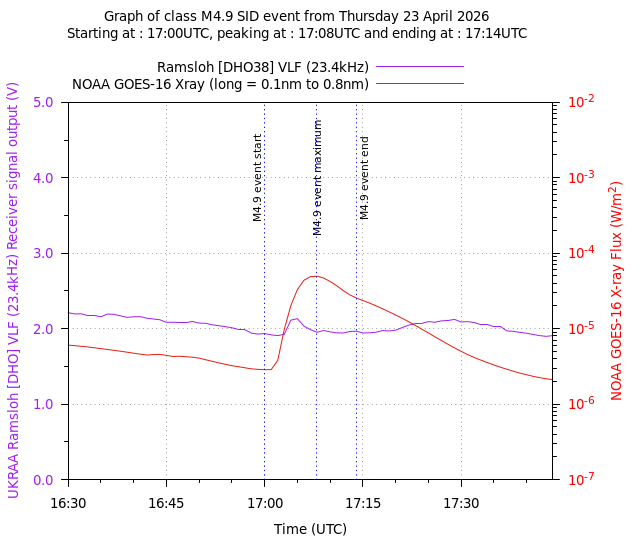 Graph of class M4.9 SID event from Thursday 23 April 2026
Starting at : 17:00UTC, peaking at : 17:08UTC and ending at : 17:14UTC
Ramsloh [DHO38] VLF (23.4kHz)
NOAA GOES-16 Xray (long = 0.1nm to 0.8nm)
UKRAA Ramsloh [DHO] VLF (23.4kHz) Receiver signal output (V)
5.0
4.0
3.0
2.0
1.0
0.0
M4.9 event start
M4.9 event maximum
M4.9 event end
10-2
10-3
10-4
10-5
10-6
10-7
NOAA GOES-16 X-ray Flux (W/m2)
16:30
16:45
17:00
17:15
17:30
Time (UTC)